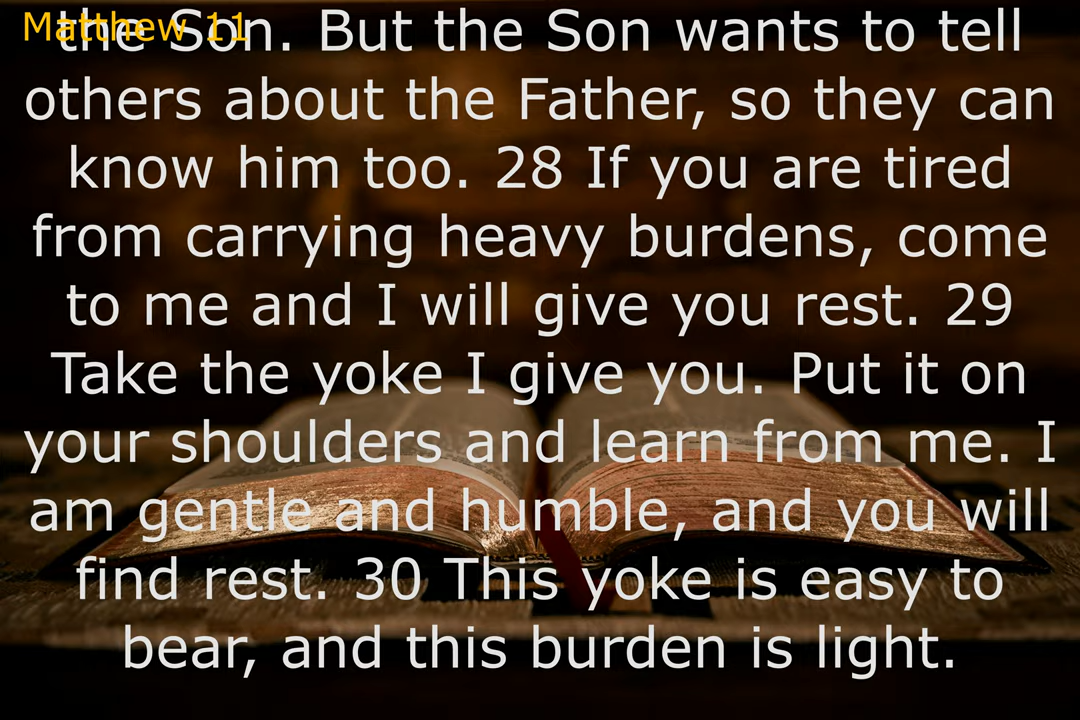 Matthew 11
the Son. But the Son wants to tell
others about the Father, so they can
know him too. 28 If you are tired
from carrying heavy burdens, come
to me and I will give you rest. 29
Take the yoke I give you. Put it on
your shoulders and learn from me. I
am gentle and humble, and you will
find rest. 30 This yoke is easy to
bear, and this burden is light.